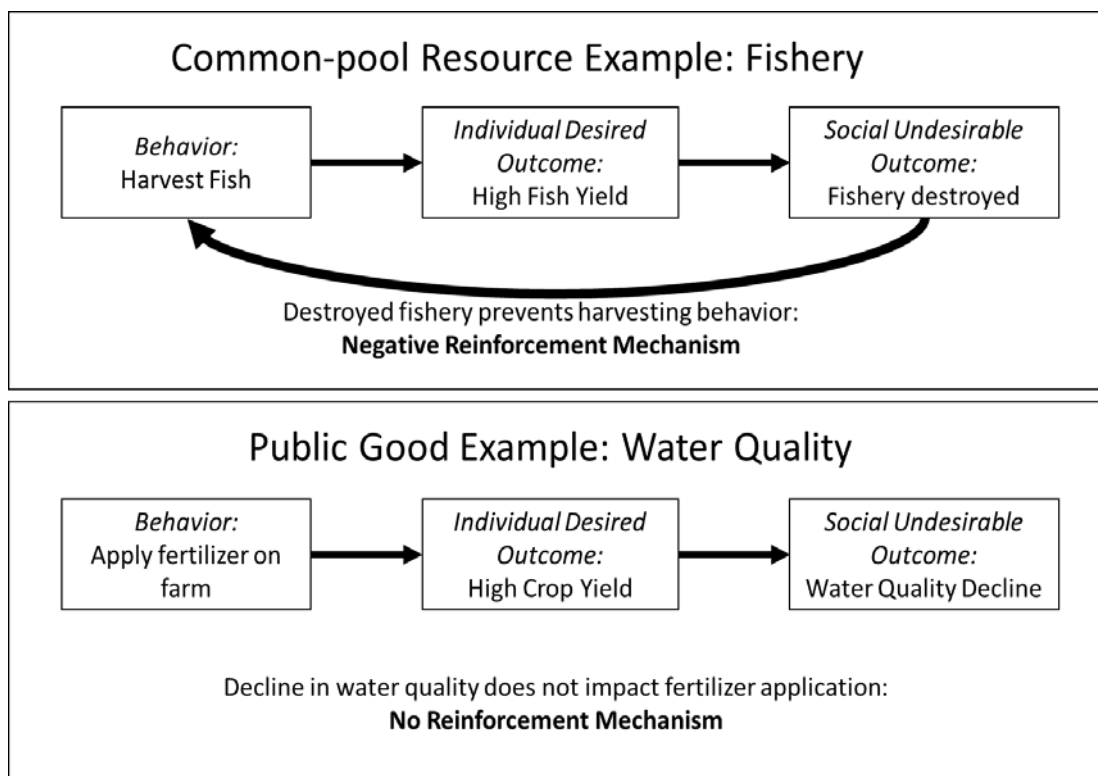 Common-pool Resource Example: Fishery
Behavior:
Harvest Fish
Individual Desired
Outcome:
High Fish Yield
Social Undesirable
Outcome:
Fishery destroyed
Destroyed fishery prevents harvesting behavior:
Negative Reinforcement Mechanism
Public Good Example: Water Quality
Behavior:
Apply fertilizer on
farm
Individual Desired
Outcome:
High Crop Yield
Social Undesirable
Outcome:
Water Quality Decline
Decline in water quality does not impact fertilizer application:
No Reinforcement Mechanism